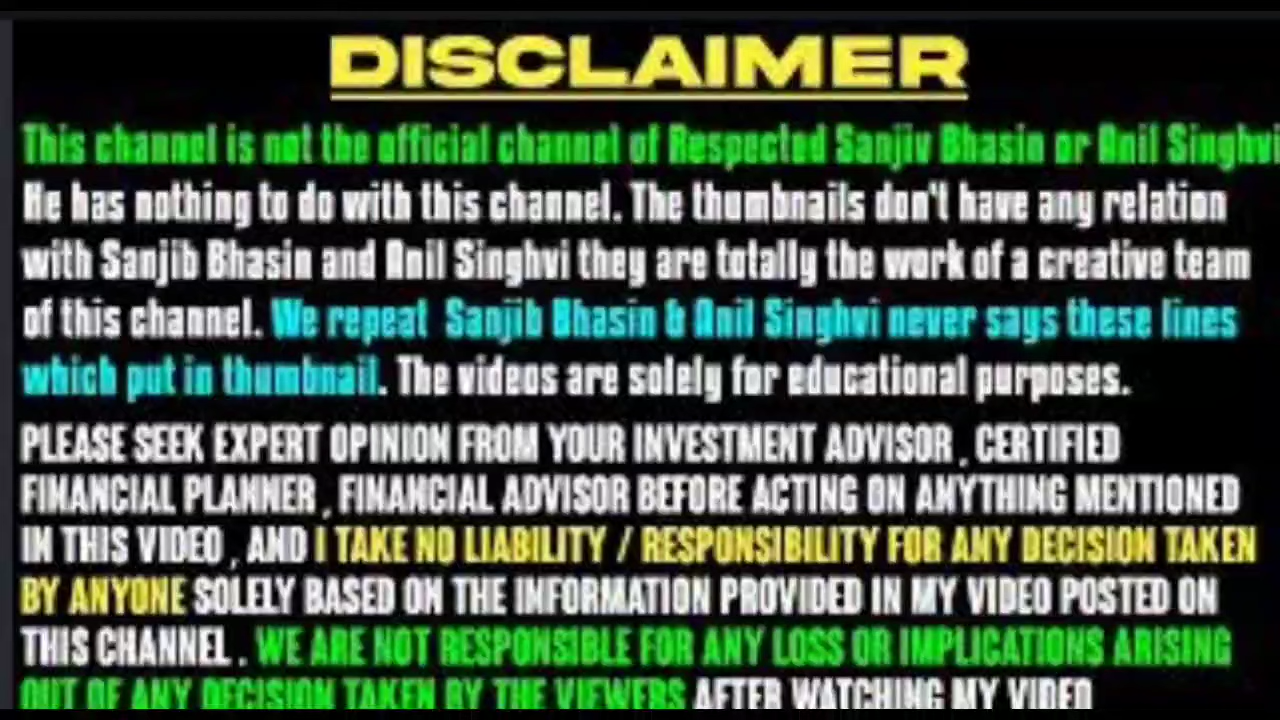 DISCLAIMER
This channel is not the official channel of Respected Sanjiv Bhasin or Anil Singhvi
He has nothing to do with this channel. The thumbnails don't have any relation
with Sanjib Bhasin and Anil Singhvi they are totally the work of a creative team
of this channel. We repeat Sanjib Bhasin & Anil Singhvi never says these lines
which put in thumbnail. The videos are solely for educational purposes.
PLEASE SEEK EXPERT OPINION FROM YOUR INVESTMENT ADVISOR , CERTIFIED
FINANCIAL PLANNER , FINANCIAL ADVISOR BEFORE ACTING ON ANYTHING MENTIONED
IN THIS VIDEO , AND I TAKE NO LIABILITY / RESPONSIBILITY FOR ANY DECISION TAKEN
BY ANYONE SOLELY BASED ON THE INFORMATION PROVIDED IN MY VIDEO POSTED ON
THIS CHANNEL . WE ARE NOT RESPONSIBLE FOR ANY LOSS OR IMPLICATIONS ARISING
OUT OF ANY DECISION TAKEN BY THE VIEWERS AFTER WATCHING MY VIDEO